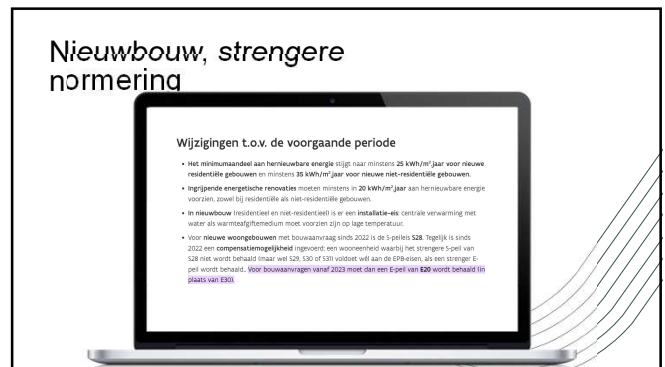 Nieuwbouw, strengere
normering
Wijzigingen t.o.v. de voorgaande periode
• Het minimumaandeel aan hernieuwbare energie stijgt naar minstens 25 kWh/m².jaar voor nieuwe
residentiële gebouwen en minstens 35 kWh/m².jaar voor nieuwe niet-residentiële gebouwen.
• Ingrijpende energetische renovaties moeten minstens in 20 kWh/m².jaar aan hernieuwbare energie
voorzien, zowel bij residentiële als niet-residentiële gebouwen.
• In nieuwbouw (residentieel en niet-residentieel) is er een installatie-eis: centrale verwarming met
water als warmteafgiftemedium moet voorzien zijn op lage temperatuur.
• Voor nieuwe woongebouwen met bouwaanvraag sinds 2022 is de S-peileis S28. Tegelijk is sinds
2022 een compensatiemogelijkheid ingevoerd: een wooneenheid waarbij het strengere S-peil van
S28 niet wordt behaald (maar wel S29, S30 of S31) voldoet wél aan de EPB-eisen, als een strenger E-
peil wordt behaald.. Voor bouwaanvragen vanaf 2023 moet dan een E-peil van E20 wordt behaald (in
plaats van E30).